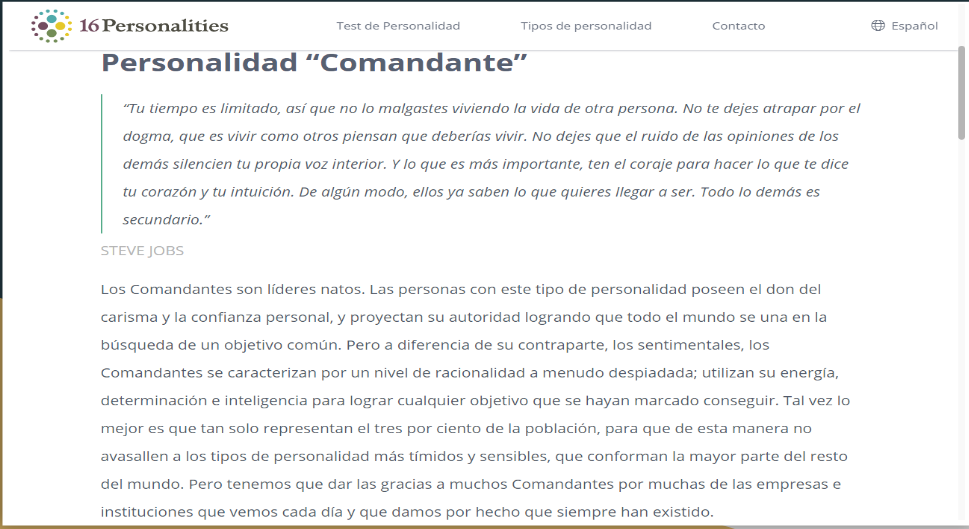 16Personalities
Test de Personalidad
Tipos de personalidad
Contacto
Español
Personalidad “Comandante”
“Tu tiempo es limitado, así que no lo malgastes viviendo la vida de otra persona. No te dejes atrapar por el
dogma, que es vivir como otros piensan que deberías vivir. No dejes que el ruido de las opiniones de los
demás silencien tu propia voz interior. Y lo que es más importante, ten el coraje para hacer lo que te dice
tu corazón y tu intuición. De algún modo, ellos ya saben lo que quieres llegar a ser. Todo lo demás es
secundario.”
STEVE JOBS
Los Comandantes son líderes natos. Las personas con este tipo de personalidad poseen el don del
carisma y la confianza personal, y proyectan su autoridad logrando que todo el mundo se una en la
búsqueda de un objetivo común. Pero a diferencia de su contraparte, los sentimentales, los
Comandantes se caracterizan por un nivel de racionalidad a menudo despiadada; utilizan su energía,
determinación e inteligencia para lograr cualquier objetivo que se hayan marcado conseguir. Tal vez lo
mejor es que tan solo representan el tres por ciento de la población, para que de esta manera no
avasallen a los tipos de personalidad más tímidos y sensibles, que conforman la mayor parte del resto
del mundo. Pero tenemos que dar las gracias a muchos Comandantes por muchas de las empresas e
instituciones que vemos cada día y que damos por hecho que siempre han existido.